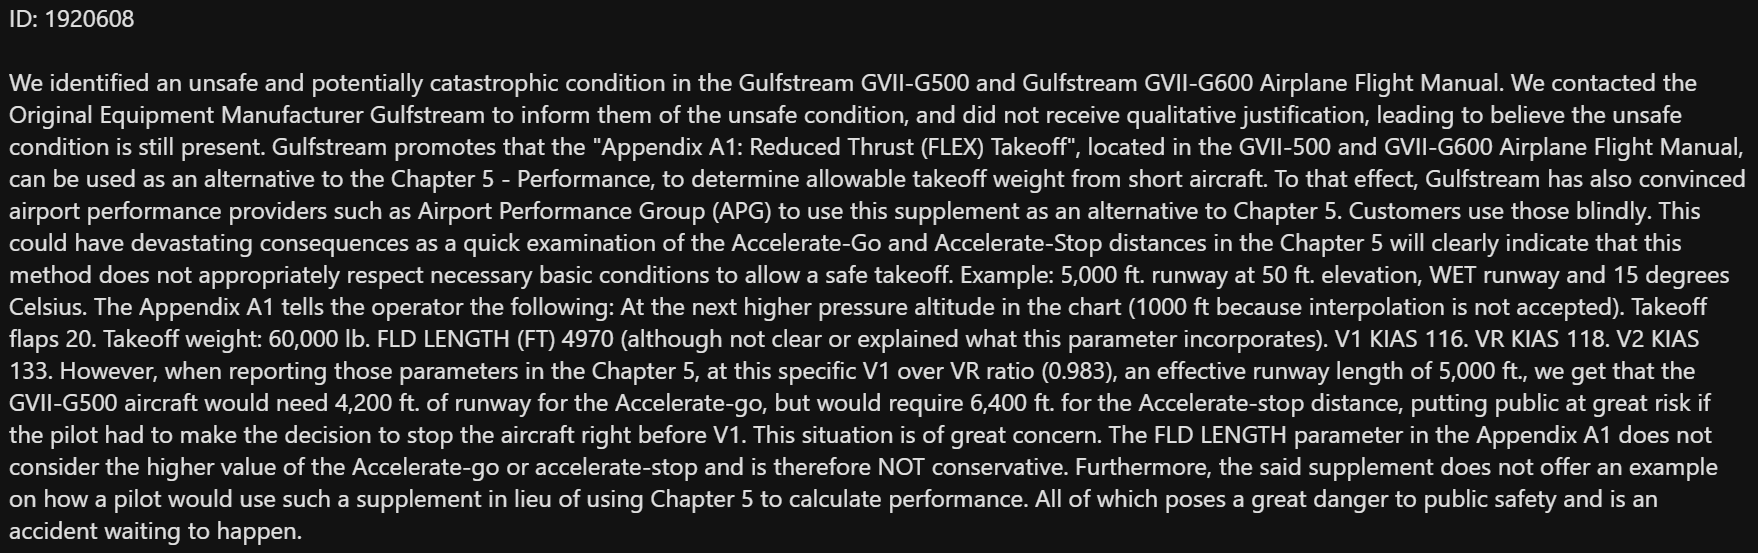 ID: 1920608
We identified an unsafe and potentially catastrophic condition in the Gulfstream GVII-G500 and Gulfstream GVII-G600 Airplane Flight Manual. We contacted the
Original Equipment Manufacturer Gulfstream to inform them of the unsafe condition, and did not receive qualitative justification, leading to believe the unsafe
condition is still present. Gulfstream promotes that the "Appendix A1: Reduced Thrust (FLEX) Takeoff", located in the GVII-500 and GVII-G600 Airplane Flight Manual,
can be used as an alternative to the Chapter 5 - Performance, to determine allowable takeoff weight from short aircraft. To that effect, Gulfstream has also convinced
airport performance providers such as Airport Performance Group (APG) to use this supplement as an alternative to Chapter 5. Customers use those blindly. This
could have devastating consequences as a quick examination of the Accelerate-Go and Accelerate-Stop distances in the Chapter 5 will clearly indicate that this
method does not appropriately respect necessary basic conditions to allow a safe takeoff. Example: 5,000 ft. runway at 50 ft. elevation, WET runway and 15 degrees
Celsius. The Appendix A1 tells the operator the following: At the next higher pressure altitude in the chart (1000 ft because interpolation is not accepted). Takeoff
flaps 20. Takeoff weight: 60,000 lb. FLD LENGTH (FT) 4970 (although not clear or explained what this parameter incorporates). V1 KIAS 116. VR KIAS 118. V2 KIAS
133. However, when reporting those parameters in the Chapter 5, at this specific V1 over VR ratio (0.983), an effective runway length of 5,000 ft., we get that the
GVII-G500 aircraft would need 4,200 ft. of runway for the Accelerate-go, but would require 6,400 ft. for the Accelerate-stop distance, putting public at great risk if
the pilot had to make the decision to stop the aircraft right before V1. This situation is of great concern. The FLD LENGTH parameter in the Appendix A1 does not
consider the higher value of the Accelerate-go or accelerate-stop and is therefore NOT conservative. Furthermore, the said supplement does not offer an example
on how a pilot would use such a supplement in lieu of using Chapter 5 to calculate performance. All of which poses a great danger to public safety and is an
accident waiting to happen.